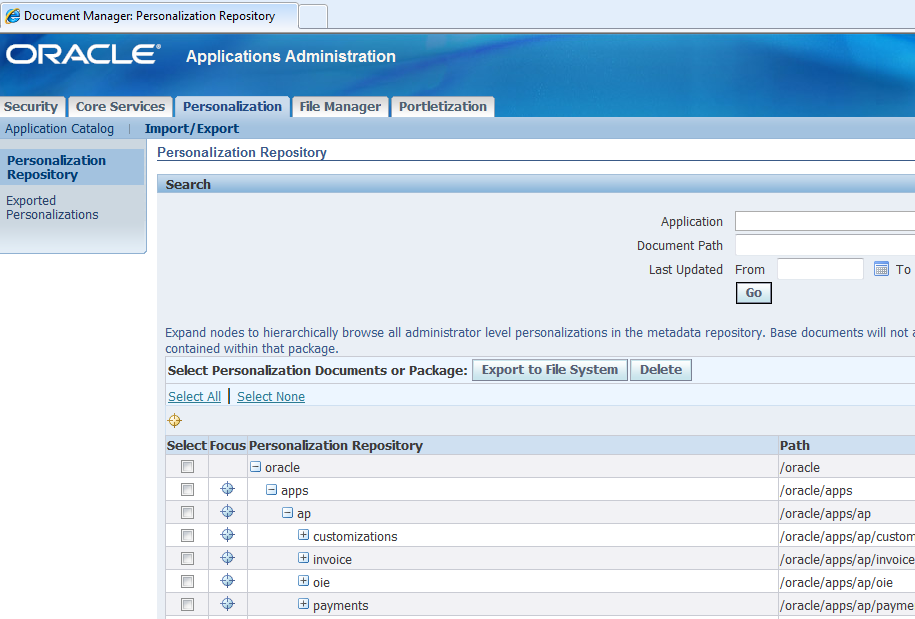 Document Manager: Personalization Repository
ORACLE® Applications Administration
Security Core Services Personalization File Manager Portletization
Application Catalog | Import/Export
Personalization Repository
Exported Personalizations
Personalization Repository
Search
Application
Document Path
Last Updated From To
Go
Expand nodes to hierarchically browse all administrator level personalizations in the metadata repository. Base documents will not a
contained within that package.
Select Personalization Documents or Package: Export to File System Delete
Select All | Select None
Select Focus Personalization Repository Path
oracle /oracle
apps /oracle/apps
ap /oracle/apps/ap
customizations /oracle/apps/ap/custom
invoice /oracle/apps/ap/invoice
oie /oracle/apps/ap/oie
payments /oracle/apps/ap/payme